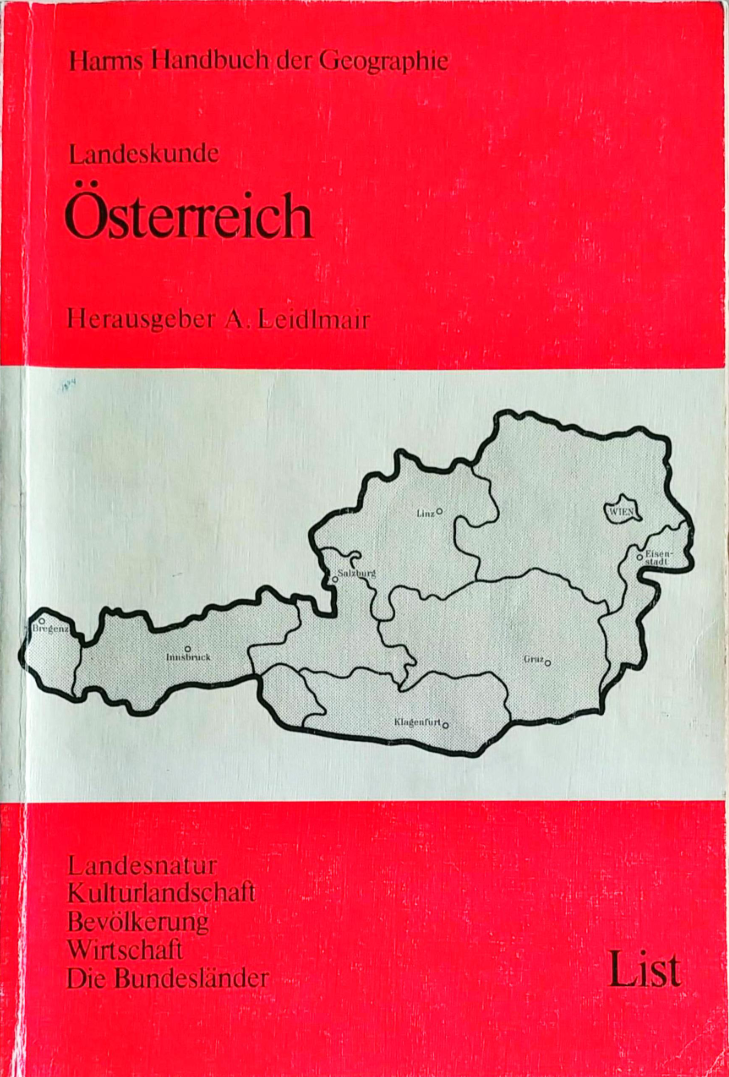 Harms Handbuch der Geographie
Landeskunde
Österreich
Herausgeber A. Leidlmair
Linz
WIEN
Eisen-
stadt
Salzburg
Bregenz
Innsbruck
Graz
Klagenfurt
Landesnatur
Kulturlandschaft
Bevölkerung
Wirtschaft
Die Bundesländer
List